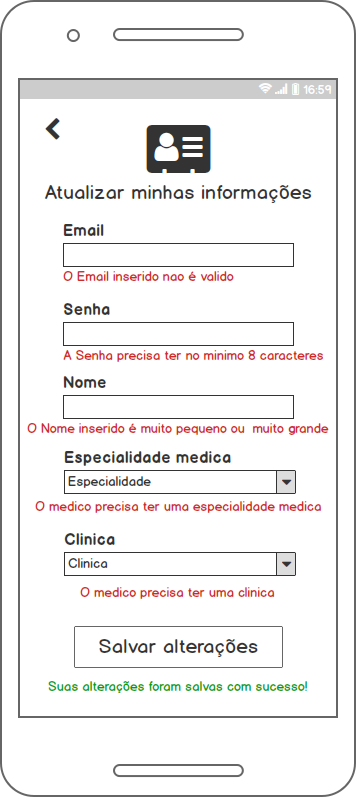 16:59
Atualizar minhas informações
Email
O Email inserido nao é valido
Senha
A Senha precisa ter no minimo 8 caracteres
Nome
O Nome inserido é muito pequeno ou  muito grande
Especialidade medica
Especialidade
O medico precisa ter uma especialidade medica
Clinica
Clinica
O medico precisa ter uma clinica
Salvar alterações
Suas alterações foram salvas com sucesso!